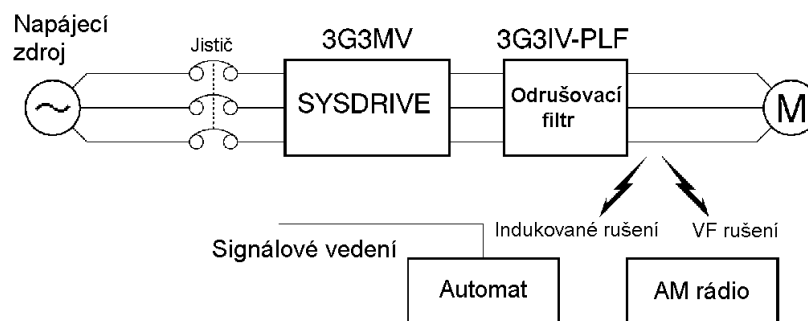 Napájecí
zdroj
Jistič
3G3MV
3G3IV-PLF
SYSDRIVE
Odrušovací
filtr
M
Indukované rušení
VF rušení
Signálové vedení
Automat
AM rádio